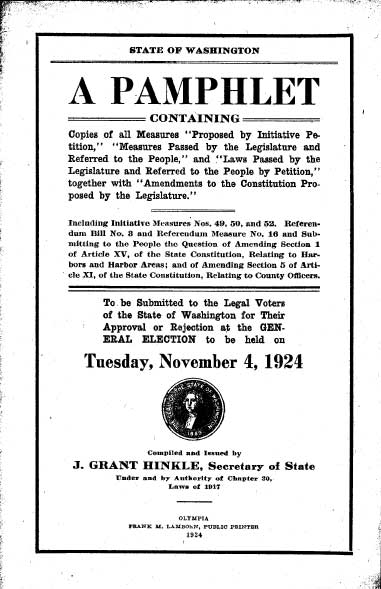 STATE OF WASHINGTON
A PAMPHLET
CONTAINING
Copies of all Measures "Proposed by Initiative Pe-
tition," "Measures Passed by the Legislature and
Referred to the People," and "Laws Passed by the
Legislature and Referred to the People by Petition,"
together with "Amendments to the Constitution Pro-
posed by the Legislature."
Including Initiative Measures Nos. 49, 50, and 52. Referen-
dum Bill No. 3 and Referendum Measure No. 16 and Sub-
mitting to the People the Question of Amending Section 1
of Article XV, of the State Constitution, Relating to Har-
bors and Harbor Areas; and of Amending Section 5 of Arti-
cle XI, of the State Constitution, Relating to County Officers.
To be Submitted to the Legal Voters
of the State of Washington for Their
Approval or Rejection at the GEN-
ERAL ELECTION to be held on
Tuesday, November 4, 1924
THE SEAL OF THE STATE OF WASHINGTON
1889
Compiled and Issued by
J. GRANT HINKLE, Secretary of State
Under and by Authority of Chapter 30,
Laws of 1917
OLYMPIA
FRANK M. LAMBORN, PUBLIC PRINTER
1924